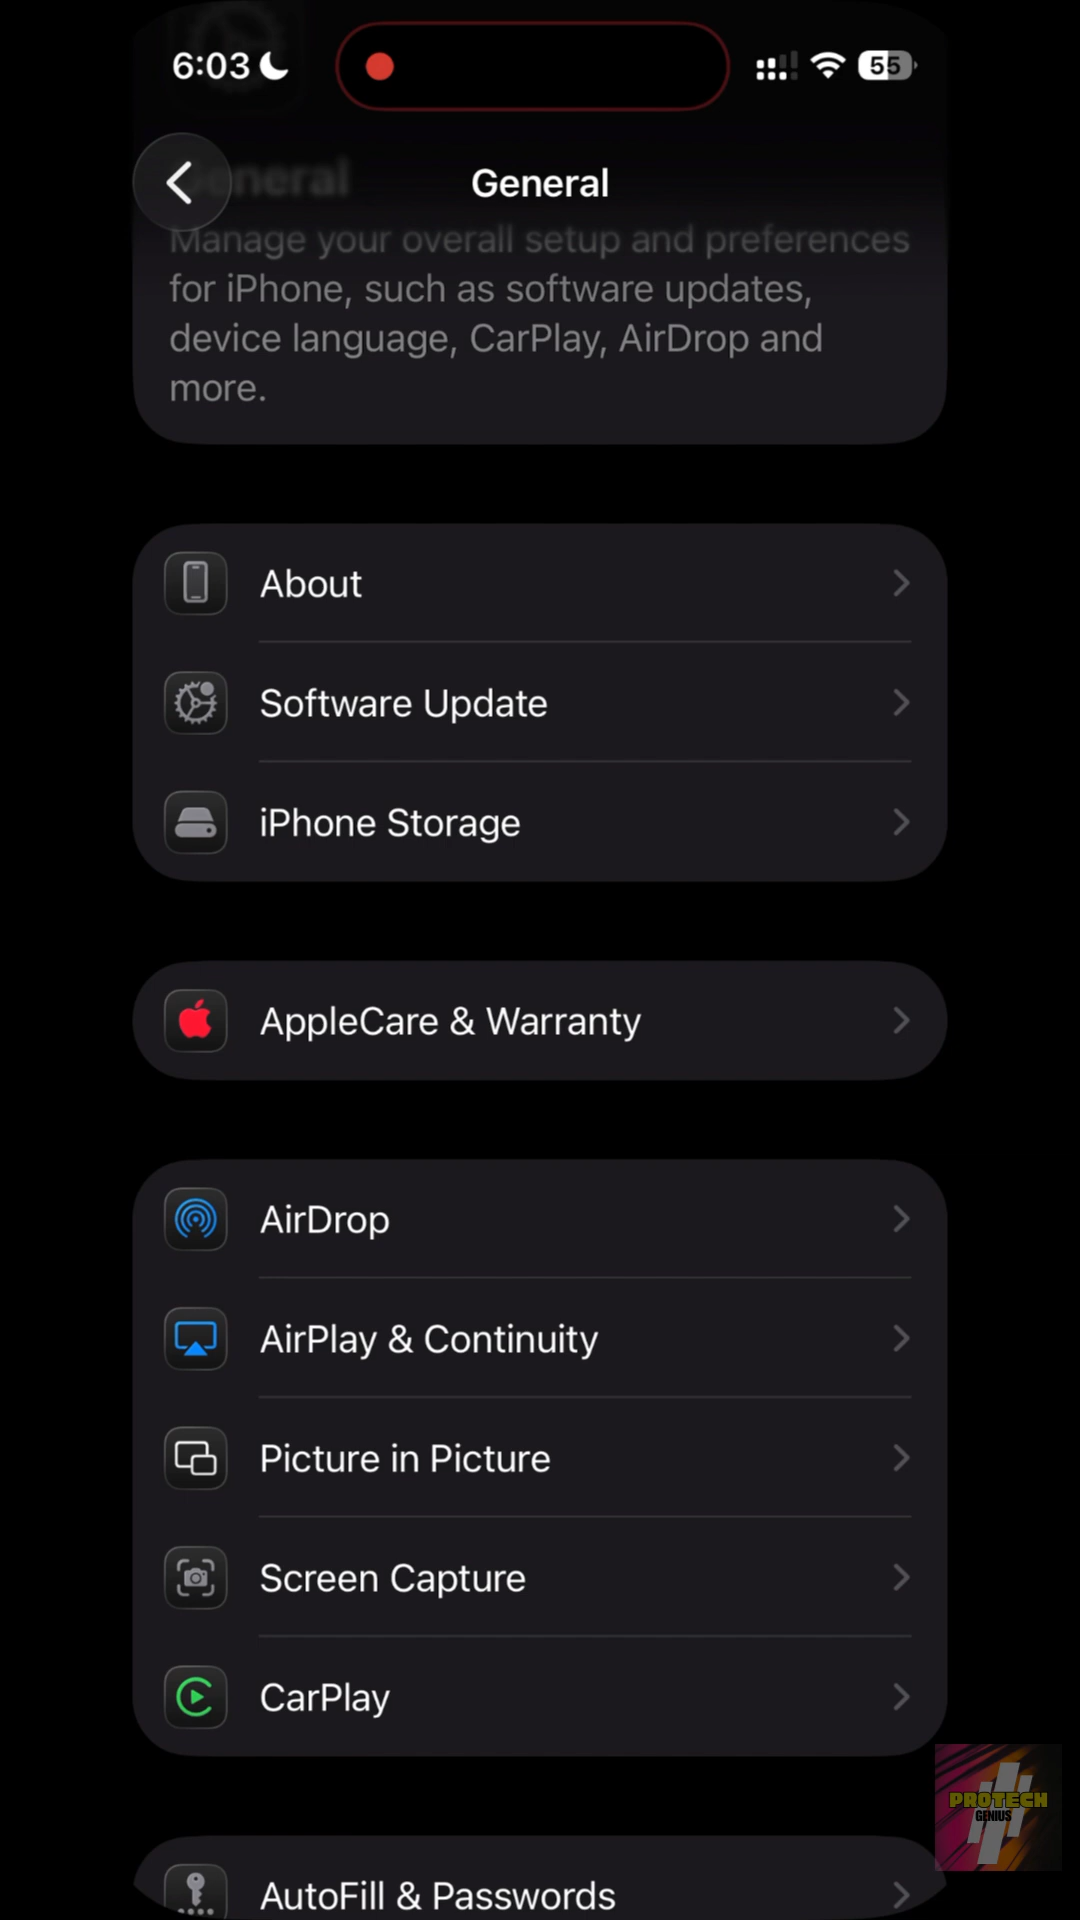 6:03
55
General
General
Manage your overall setup and preferences
for iPhone, such as software updates,
device language, CarPlay, AirDrop and
more.
About
Software Update
iPhone Storage
AppleCare & Warranty
AirDrop
AirPlay & Continuity
Picture in Picture
Screen Capture
CarPlay
PROTECH
GENIUS
AutoFill & Passwords